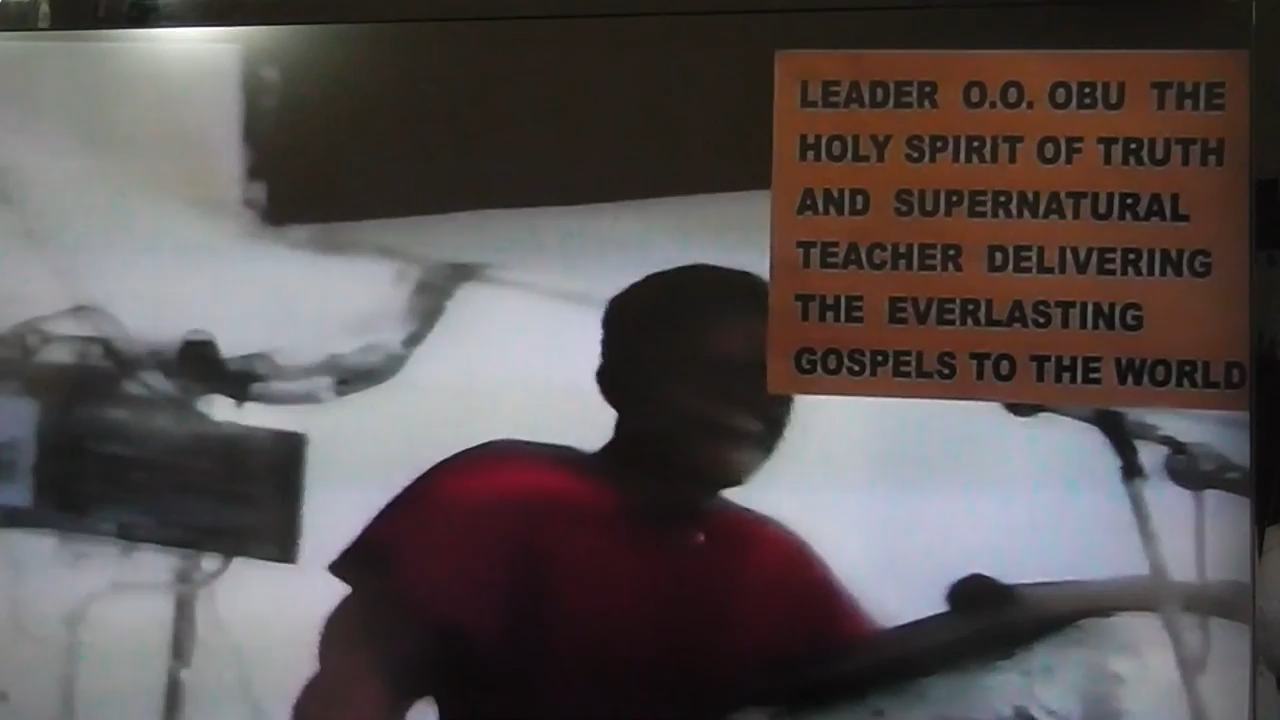 LEADER O.O. OBU THE
HOLY SPIRIT OF TRUTH
AND SUPERNATURAL
TEACHER DELIVERING
THE EVERLASTING
GOSPELS TO THE WORLD